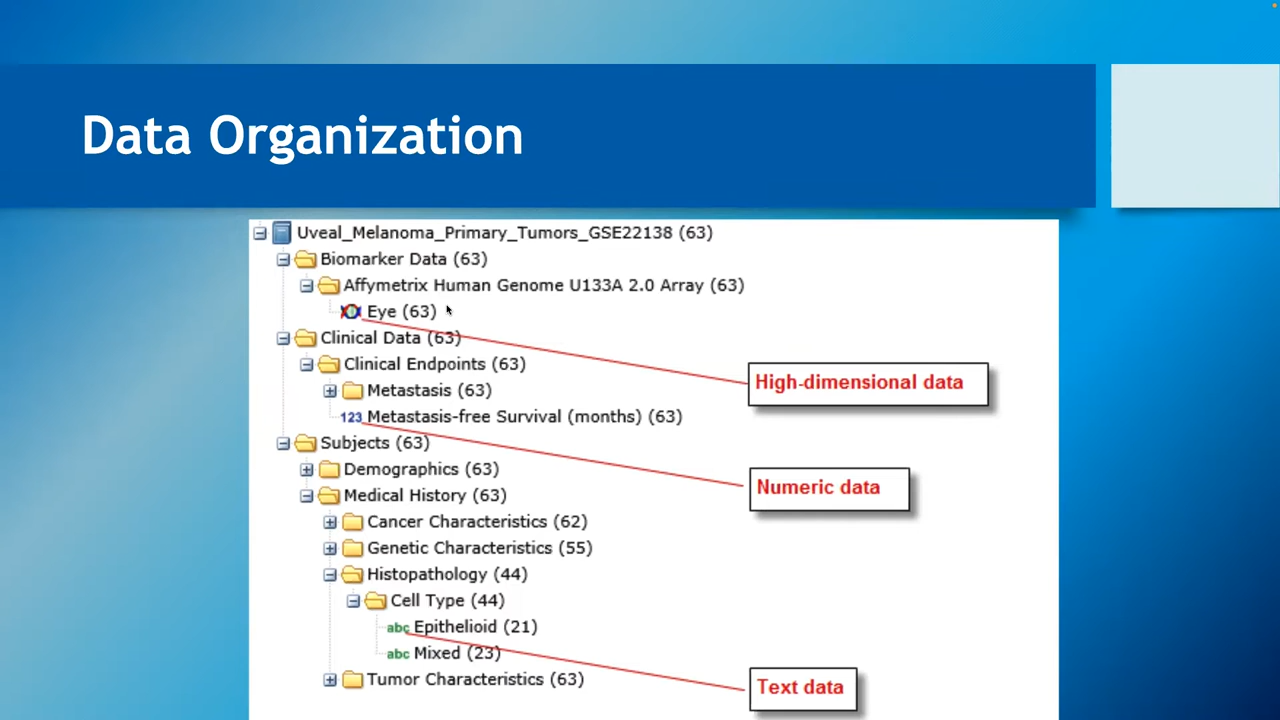 Data Organization
Uveal_Melanoma_Primary_Tumors_GSE22138 (63)
Biomarker Data (63)
Affymetrix Human Genome U133A 2.0 Array (63)
Eye (63)
Clinical Data (63)
Clinical Endpoints (63)
High-dimensional data
Metastasis (63)
123 Metastasis-free Survival (months) (63)
Subjects (63)
Demographics (63)
Numeric data
Medical History (63)
Cancer Characteristics (62)
Genetic Characteristics (55)
Histopathology (44)
Cell Type (44)
abc Epithelioid (21)
abc Mixed (23)
Tumor Characteristics (63)
Text data